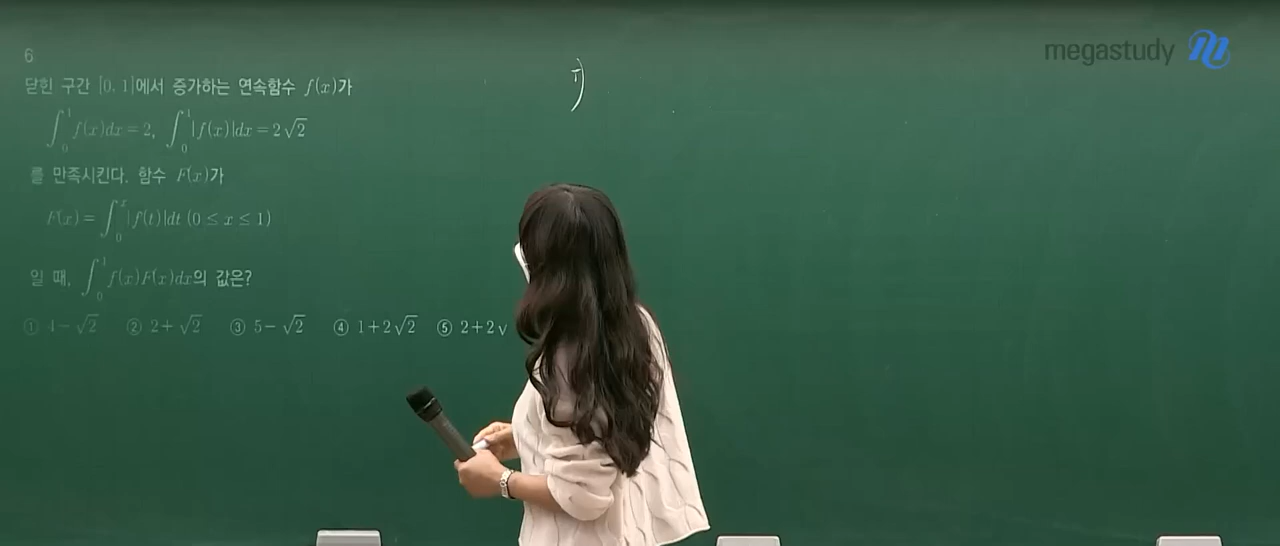 megastudy
6
닫힌 구간 [0, 1]에서 증가하는 연속함수 f(x)가
∫₀¹ f(x)dx = 2, ∫₀¹ |f(x)|dx = 2√2
를 만족시킨다. 함수 F(x)가
F(x) = ∫₀ˣ |f(t)|dt (0 ≤ x ≤ 1)
일 때, ∫₀¹ f(x)F(x)dx의 값은?
① 4−√2 ② 2+√2 ③ 5−√2 ④ 1+2√2 ⑤ 2+2√